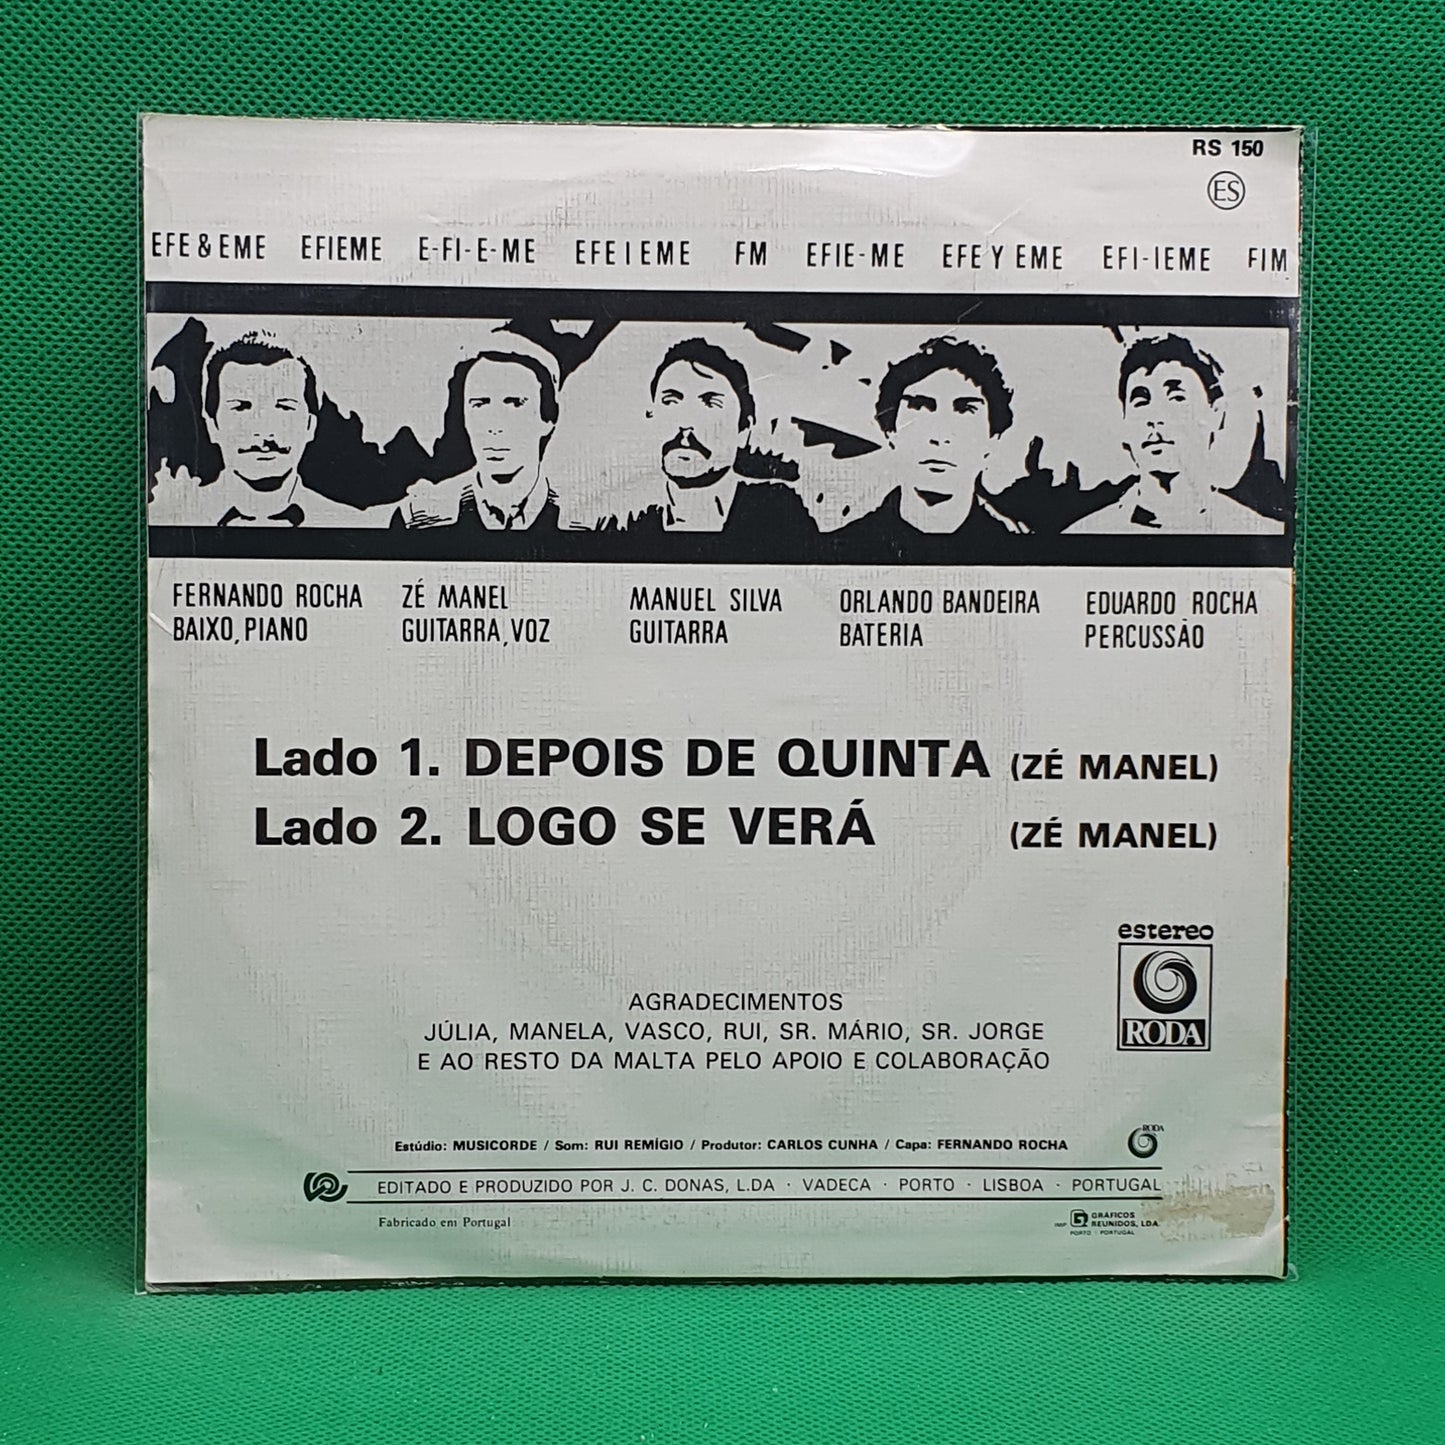 RS 150
ES
EFE & EME EFIEME E-FI-E-ME EFE I EME FM EFIE-ME EFE Y EME EFI-IEME FIM
FERNANDO ROCHA ZÉ MANEL MANUEL SILVA ORLANDO BANDEIRA EDUARDO ROCHA
BAIXO, PIANO GUITARRA, VOZ GUITARRA BATERIA PERCUSSÃO
Lado 1. DEPOIS DE QUINTA (ZÉ MANEL)
Lado 2. LOGO SE VERÁ (ZÉ MANEL)
estereo
RODA
AGRADECIMENTOS
JÚLIA, MANELA, VASCO, RUI, SR. MÁRIO, SR. JORGE
E AO RESTO DA MALTA PELO APOIO E COLABORAÇÃO
Estúdio: MUSICORDE / Som: RUI REMÍGIO / Produtor: CARLOS CUNHA / Capa: FERNANDO ROCHA
RODA
EDITADO E PRODUZIDO POR J. C. DONAS, L.DA · VADECA · PORTO · LISBOA · PORTUGAL
Fabricado em Portugal
IMP GRÁFICOS
REUNIDOS, LDA.
PORTO · PORTUGAL